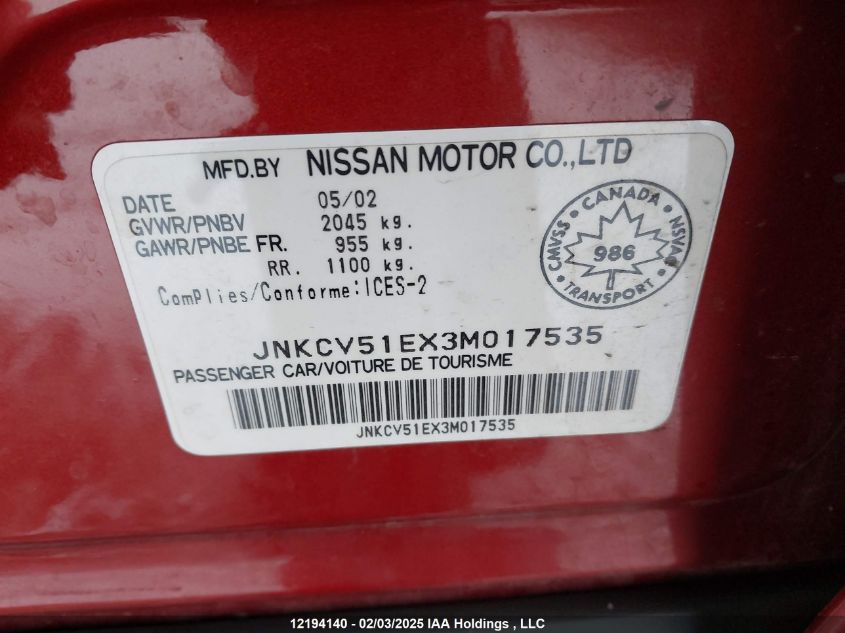 MFD.BY NISSAN MOTOR CO.,LTD
DATE 05/02
GVWR/PNBV 2045 kg.
GAWR/PNBE FR. 955 kg.
RR. 1100 kg.
ComPlies/Conforme:ICES-2
CMVSS • CANADA • NSVAC
986
TRANSPORT
JNKCV51EX3M017535
PASSENGER CAR/VOITURE DE TOURISME
JNKCV51EX3M017535
12194140 - 02/03/2025 IAA Holdings , LLC